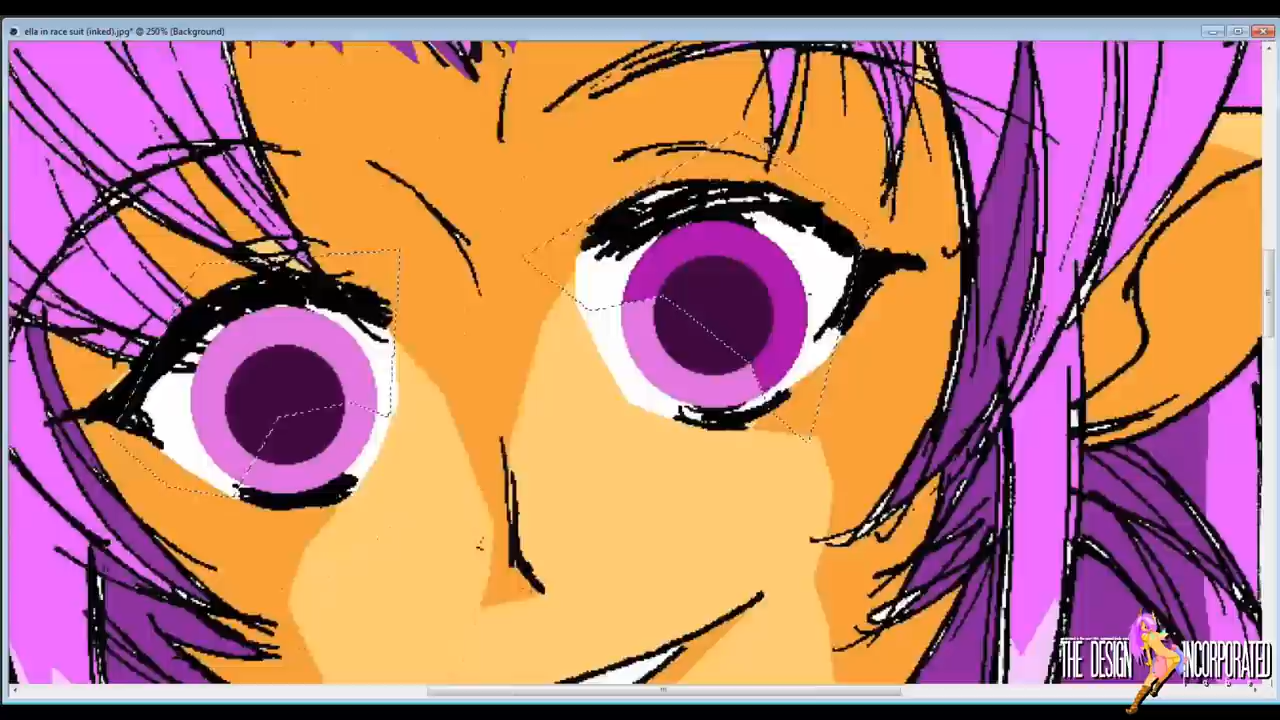 ella in race suit (inked).jpg* @ 250% (Background)
THE DESIGN INCORPORATED